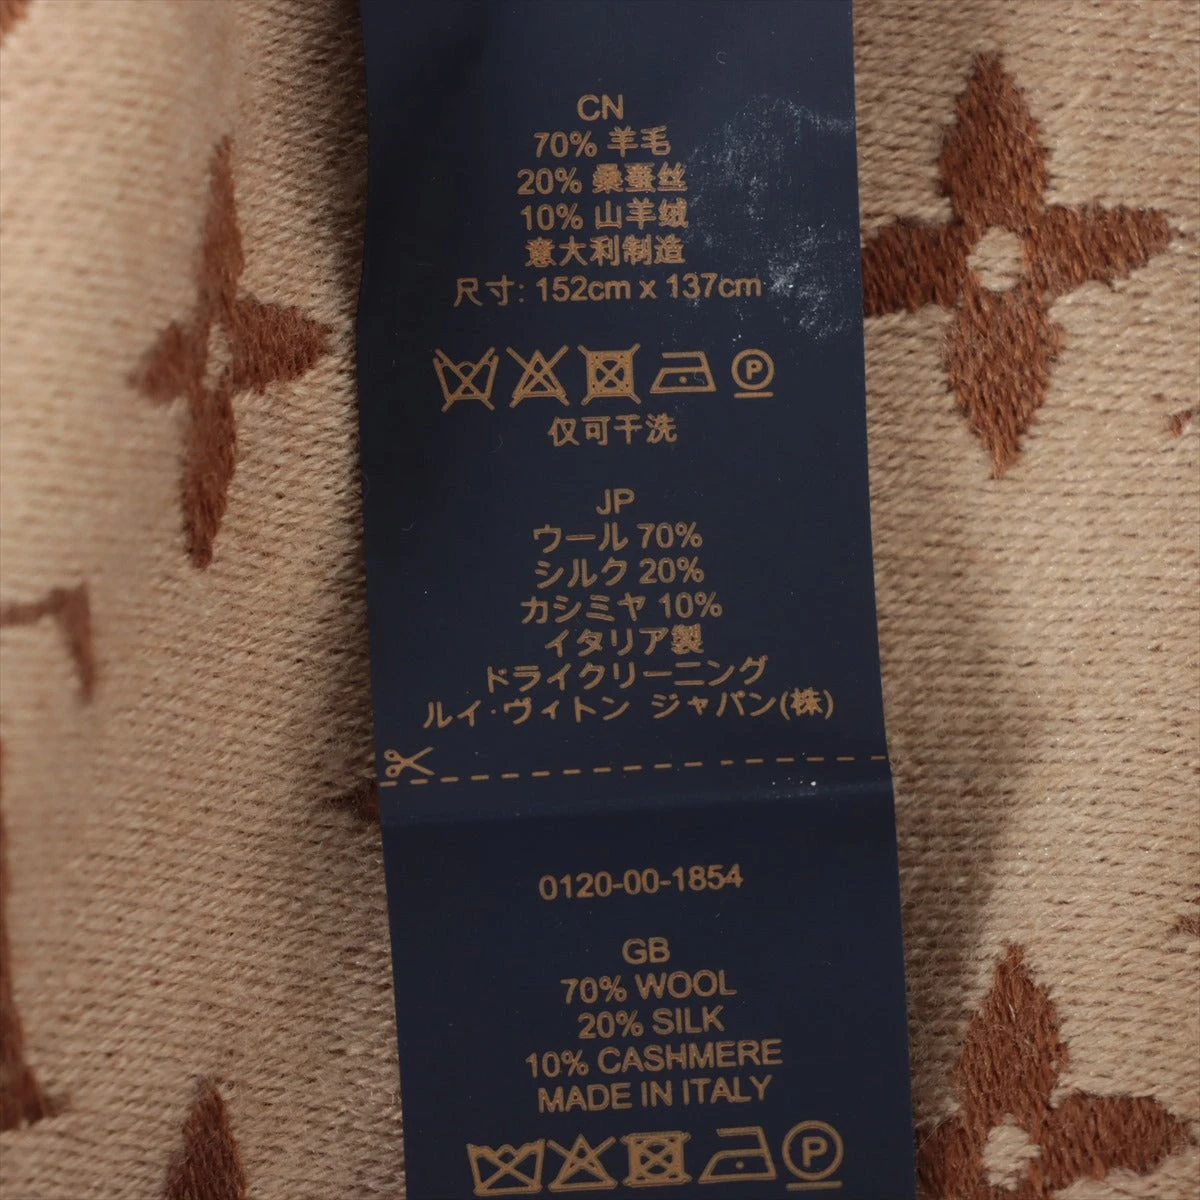 CN
70% 羊毛
20% 桑蚕丝
10% 山羊绒
意大利制造
尺寸: 152cm x 137cm
P
仅可干洗
JP
ウール 70%
シルク 20%
カシミヤ 10%
イタリア製
ドライクリーニング
ルイ·ヴィトン ジャパン(株)
0120-00-1854
GB
70% WOOL
20% SILK
10% CASHMERE
MADE IN ITALY
P